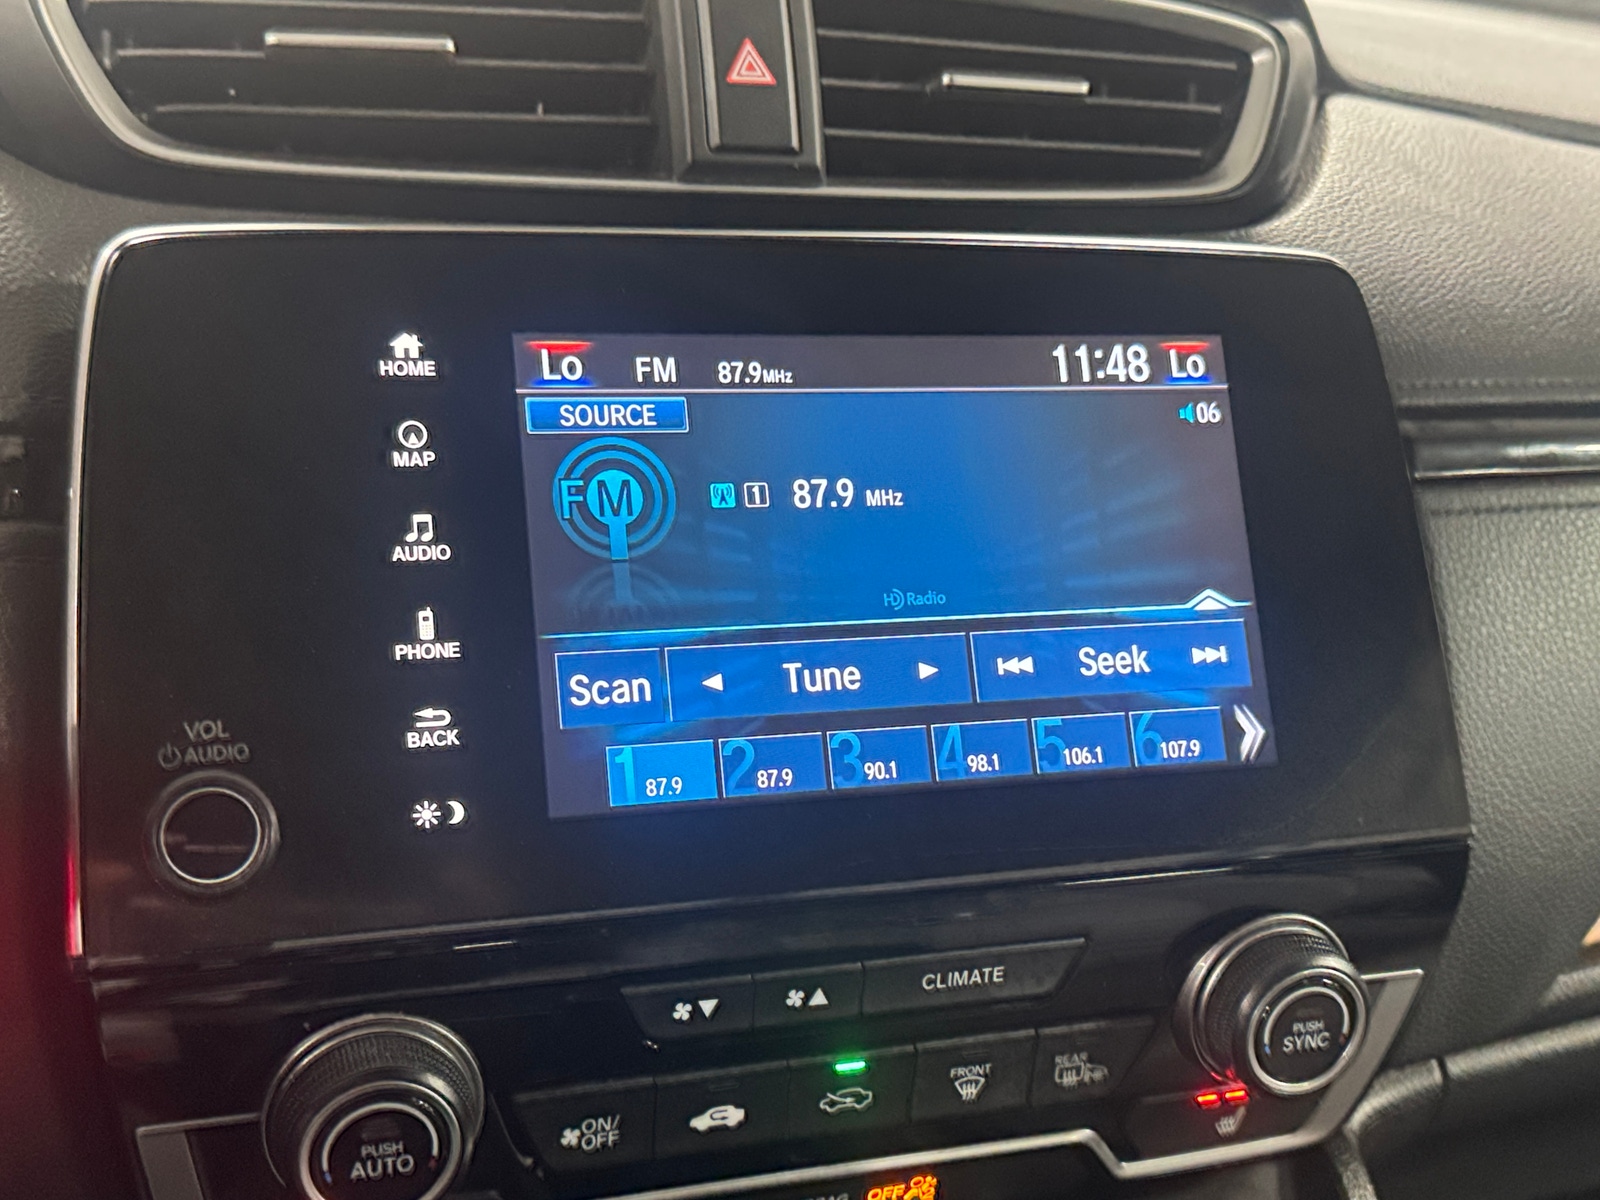 HOME
MAP
AUDIO
PHONE
BACK
VOL
AUDIO
Lo FM 87.9MHz 11:48 Lo
SOURCE
06
FM
1 87.9 MHz
HD Radio
Scan Tune Seek
1 87.9 2 87.9 3 90.1 4 98.1 5 106.1 6 107.9
CLIMATE
ON/
OFF
FRONT
REAR
PUSH
AUTO
PUSH
SYNC
OFF